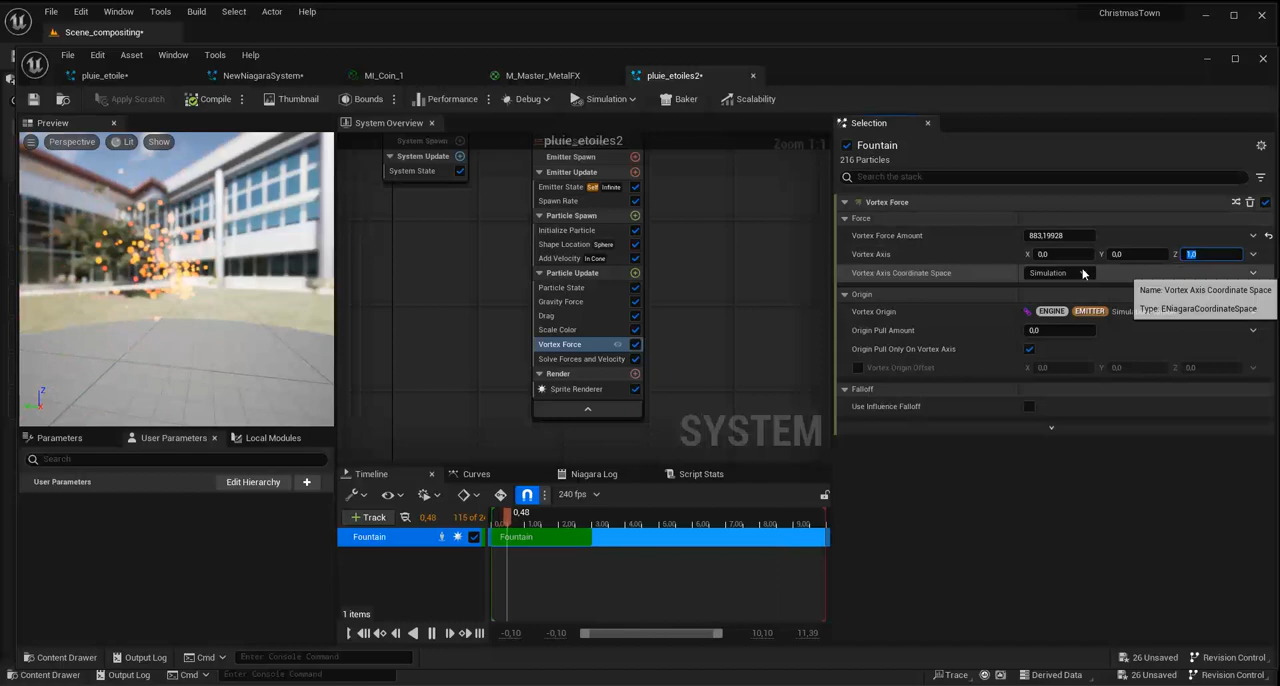 File Edit Window Tools Build Select Actor Help
ChristmasTown
Scene_compositing*
File Edit Asset Window Tools Help
pluie_etoile* NewNiagaraSystem* MI_Coin_1 M_Master_MetalFX pluie_etoiles2*
Apply Scratch Compile Thumbnail Bounds Performance Debug Simulation Baker Scalability
Preview
Perspective Lit Show
Z
System Overview
System Spawn
System Update
System State
pluie_etoiles2
Zoom 1:1
Emitter Spawn
Emitter Update
Emitter State Self Infinite
Spawn Rate
Particle Spawn
Initialize Particle
Shape Location Sphere
Add Velocity In Cone
Particle Update
Particle State
Gravity Force
Drag
Scale Color
Vortex Force
Solve Forces and Velocity
Render
Sprite Renderer
SYSTEM
Selection
Fountain
216 Particles
Search the stack
Vortex Force
Force
Vortex Force Amount 883,19928
Vortex Axis X 0,0 Y 0,0 Z 1,0
Vortex Axis Coordinate Space Simulation
Name: Vortex Axis Coordinate Space
Type: ENiagaraCoordinateSpace
Origin
Vortex Origin ENGINE EMITTER
Origin Pull Amount 0,0
Origin Pull Only On Vortex Axis
Vortex Origin Offset X 0,0 Y 0,0 Z 0,0
Falloff
Use Influence Falloff
Parameters User Parameters Local Modules
Search
User Parameters Edit Hierarchy
Timeline Curves Niagara Log Script Stats
240 fps
Track 0,48 115 of 2
0,48
1,00 2,00 3,00 4,00 5,00 6,00 7,00 8,00 9,00
Fountain Fountain
1 items
-0,10 -0,10 10,10 11,39
Content Drawer Output Log Cmd Enter Console Command 26 Unsaved Revision Control
Content Drawer Output Log Cmd Enter Console Command Trace Derived Data 26 Unsaved Revision Control